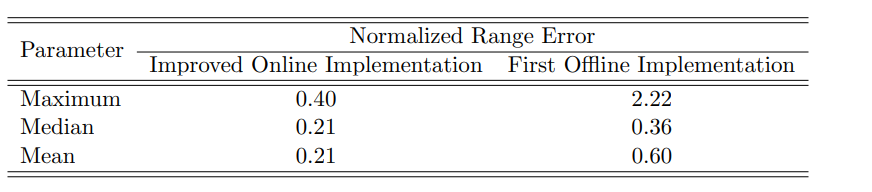 Normalized Range Error
Parameter
Improved Online Implementation First Offline Implementation
Maximum 0.40 2.22
Median 0.21 0.36
Mean 0.21 0.60